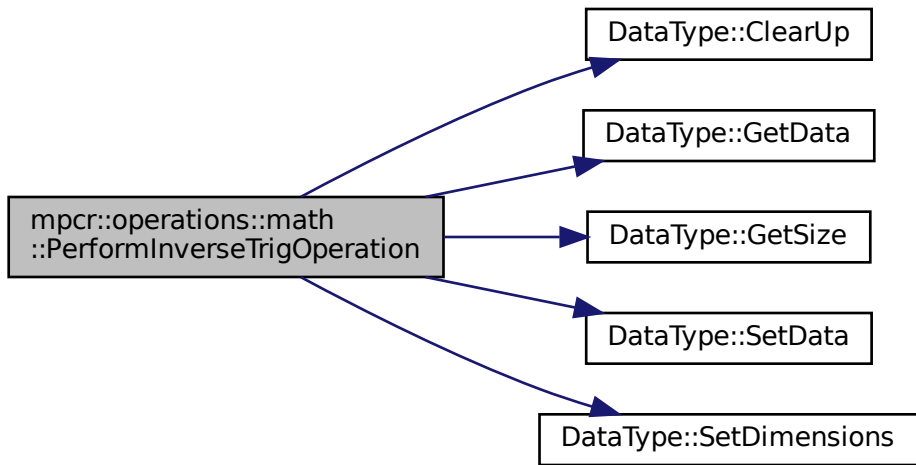 DataType::ClearUp
DataType::GetData
mpcr::operations::math
::PerformInverseTrigOperation
DataType::GetSize
DataType::SetData
DataType::SetDimensions